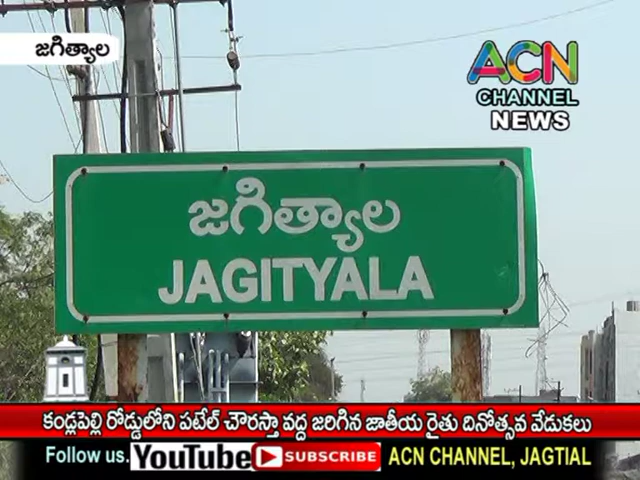 జగిత్యాల
ACN
CHANNEL
NEWS
జగిత్యాల
JAGITYALA
కండ్లపెల్లి రోడ్డులోని పటేల్ చౌరస్తా వద్ద జరిగిన జాతీయ రైతు దినోత్సవ వేడుకలు
Follow us. YouTube SUBSCRIBE ACN CHANNEL, JAGTIAL